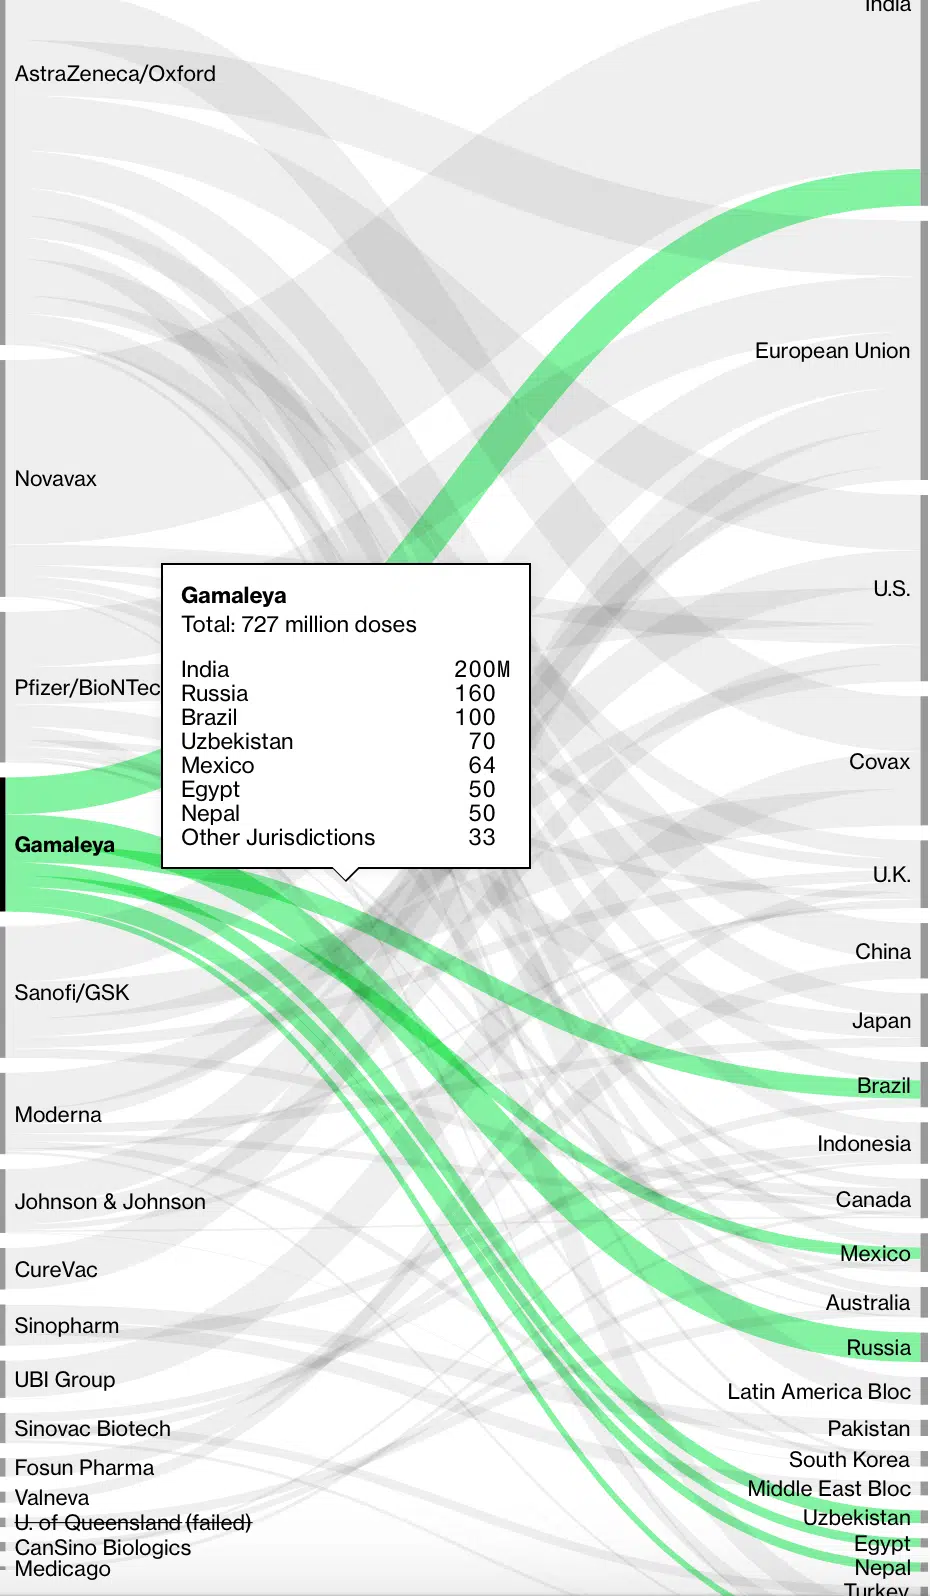 India
AstraZeneca/Oxford
European Union
Novavax
U.S.
Gamaleya
Total: 727 million doses
India 200M
Russia 160
Brazil 100
Uzbekistan 70
Mexico 64
Egypt 50
Nepal 50
Other Jurisdictions 33
Pfizer/BioNTec
Covax
Gamaleya
U.K.
China
Sanofi/GSK
Japan
Brazil
Moderna
Indonesia
Johnson & Johnson
Canada
Mexico
CureVac
Australia
Sinopharm
Russia
UBI Group
Latin America Bloc
Sinovac Biotech
Pakistan
South Korea
Fosun Pharma
Middle East Bloc
Valneva
Uzbekistan
U. of Queensland (failed)
Egypt
CanSino Biologics
Nepal
Medicago
Turkey